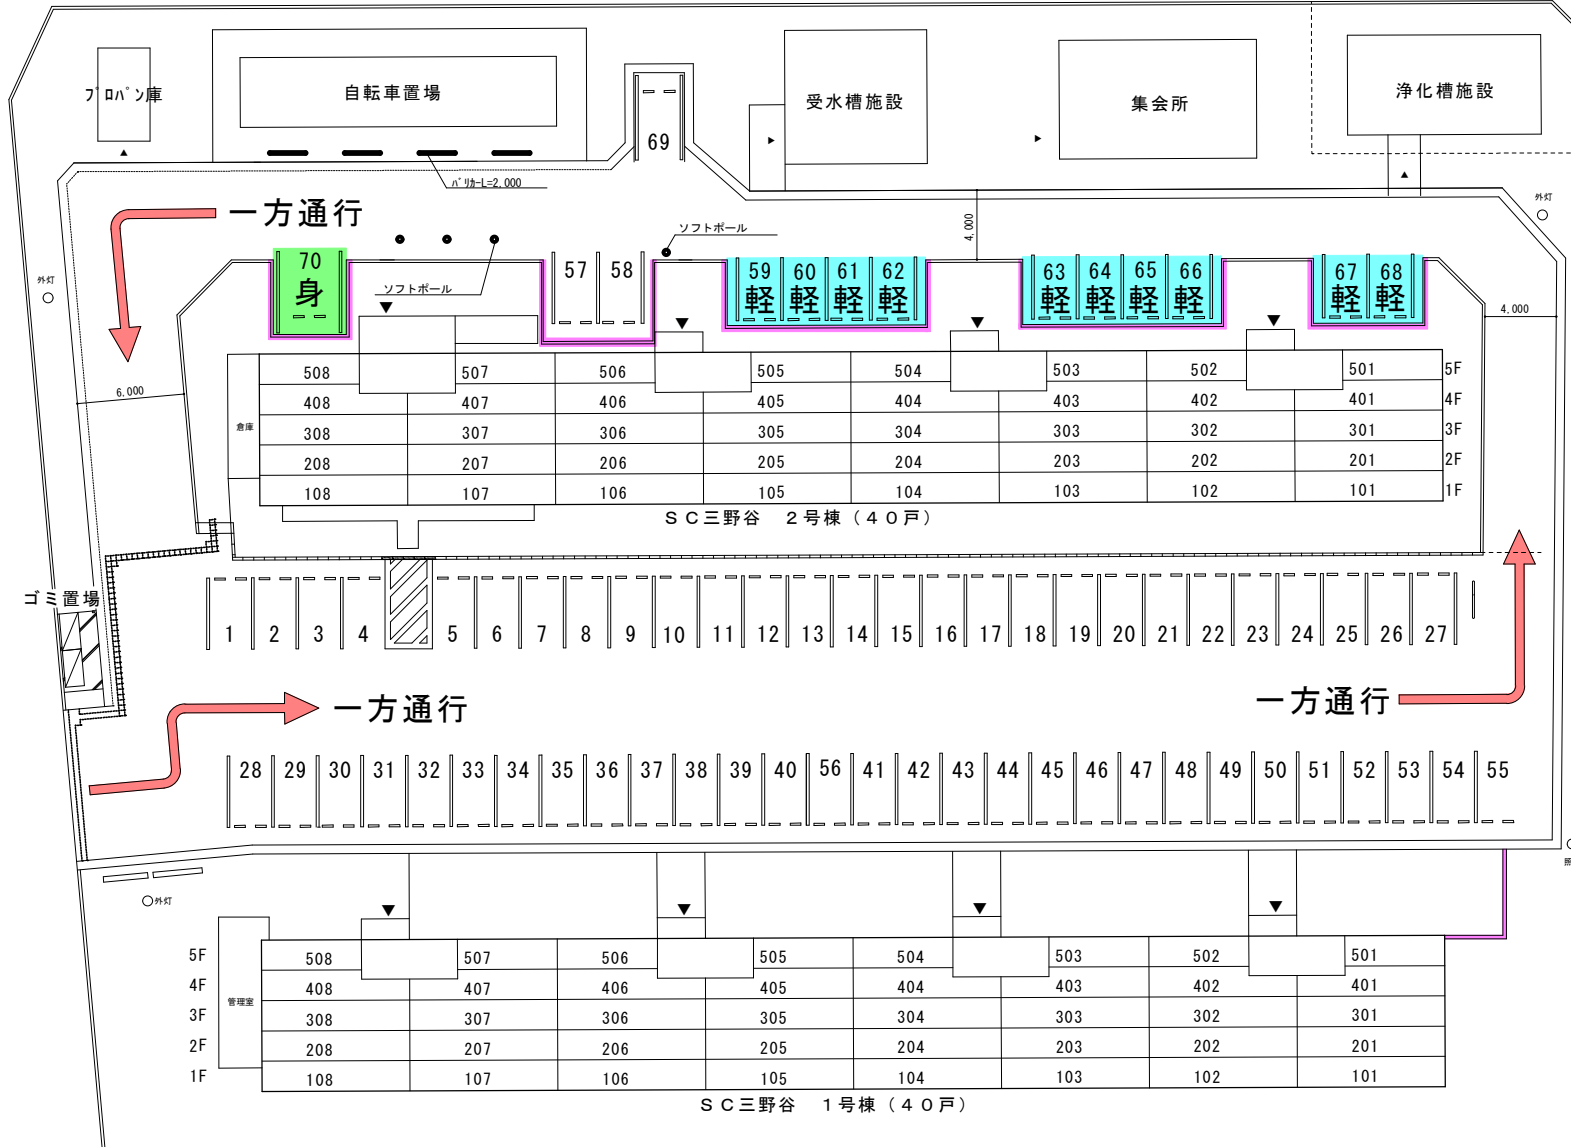 プロパン庫
自転車置場
69
受水槽施設
集会所
浄化槽施設
バリカーL=2,000
外灯
一方通行
ソフトポール
4,000
外灯
70
身
57 58
59 60 61 62
軽 軽 軽 軽
63 64 65 66
軽 軽 軽 軽
67 68
軽 軽
ソフトポール
4,000
6,000
508 507 506 505 504 503 502 501 5F
408 407 406 405 404 403 402 401 4F
倉庫
308 307 306 305 304 303 302 301 3F
208 207 206 205 204 203 202 201 2F
108 107 106 105 104 103 102 101 1F
SC三野谷 2号棟(40戸)
ゴミ置場
1 2 3 4 5 6 7 8 9 10 11 12 13 14 15 16 17 18 19 20 21 22 23 24 25 26 27
一方通行
一方通行
28 29 30 31 32 33 34 35 36 37 38 39 40 56 41 42 43 44 45 46 47 48 49 50 51 52 53 54 55
照
外灯
5F 508 507 506 505 504 503 502 501
4F 408 407 406 405 404 403 402 401
管理室
3F 308 307 306 305 304 303 302 301
2F 208 207 206 205 204 203 202 201
1F 108 107 106 105 104 103 102 101
SC三野谷 1号棟(40戸)